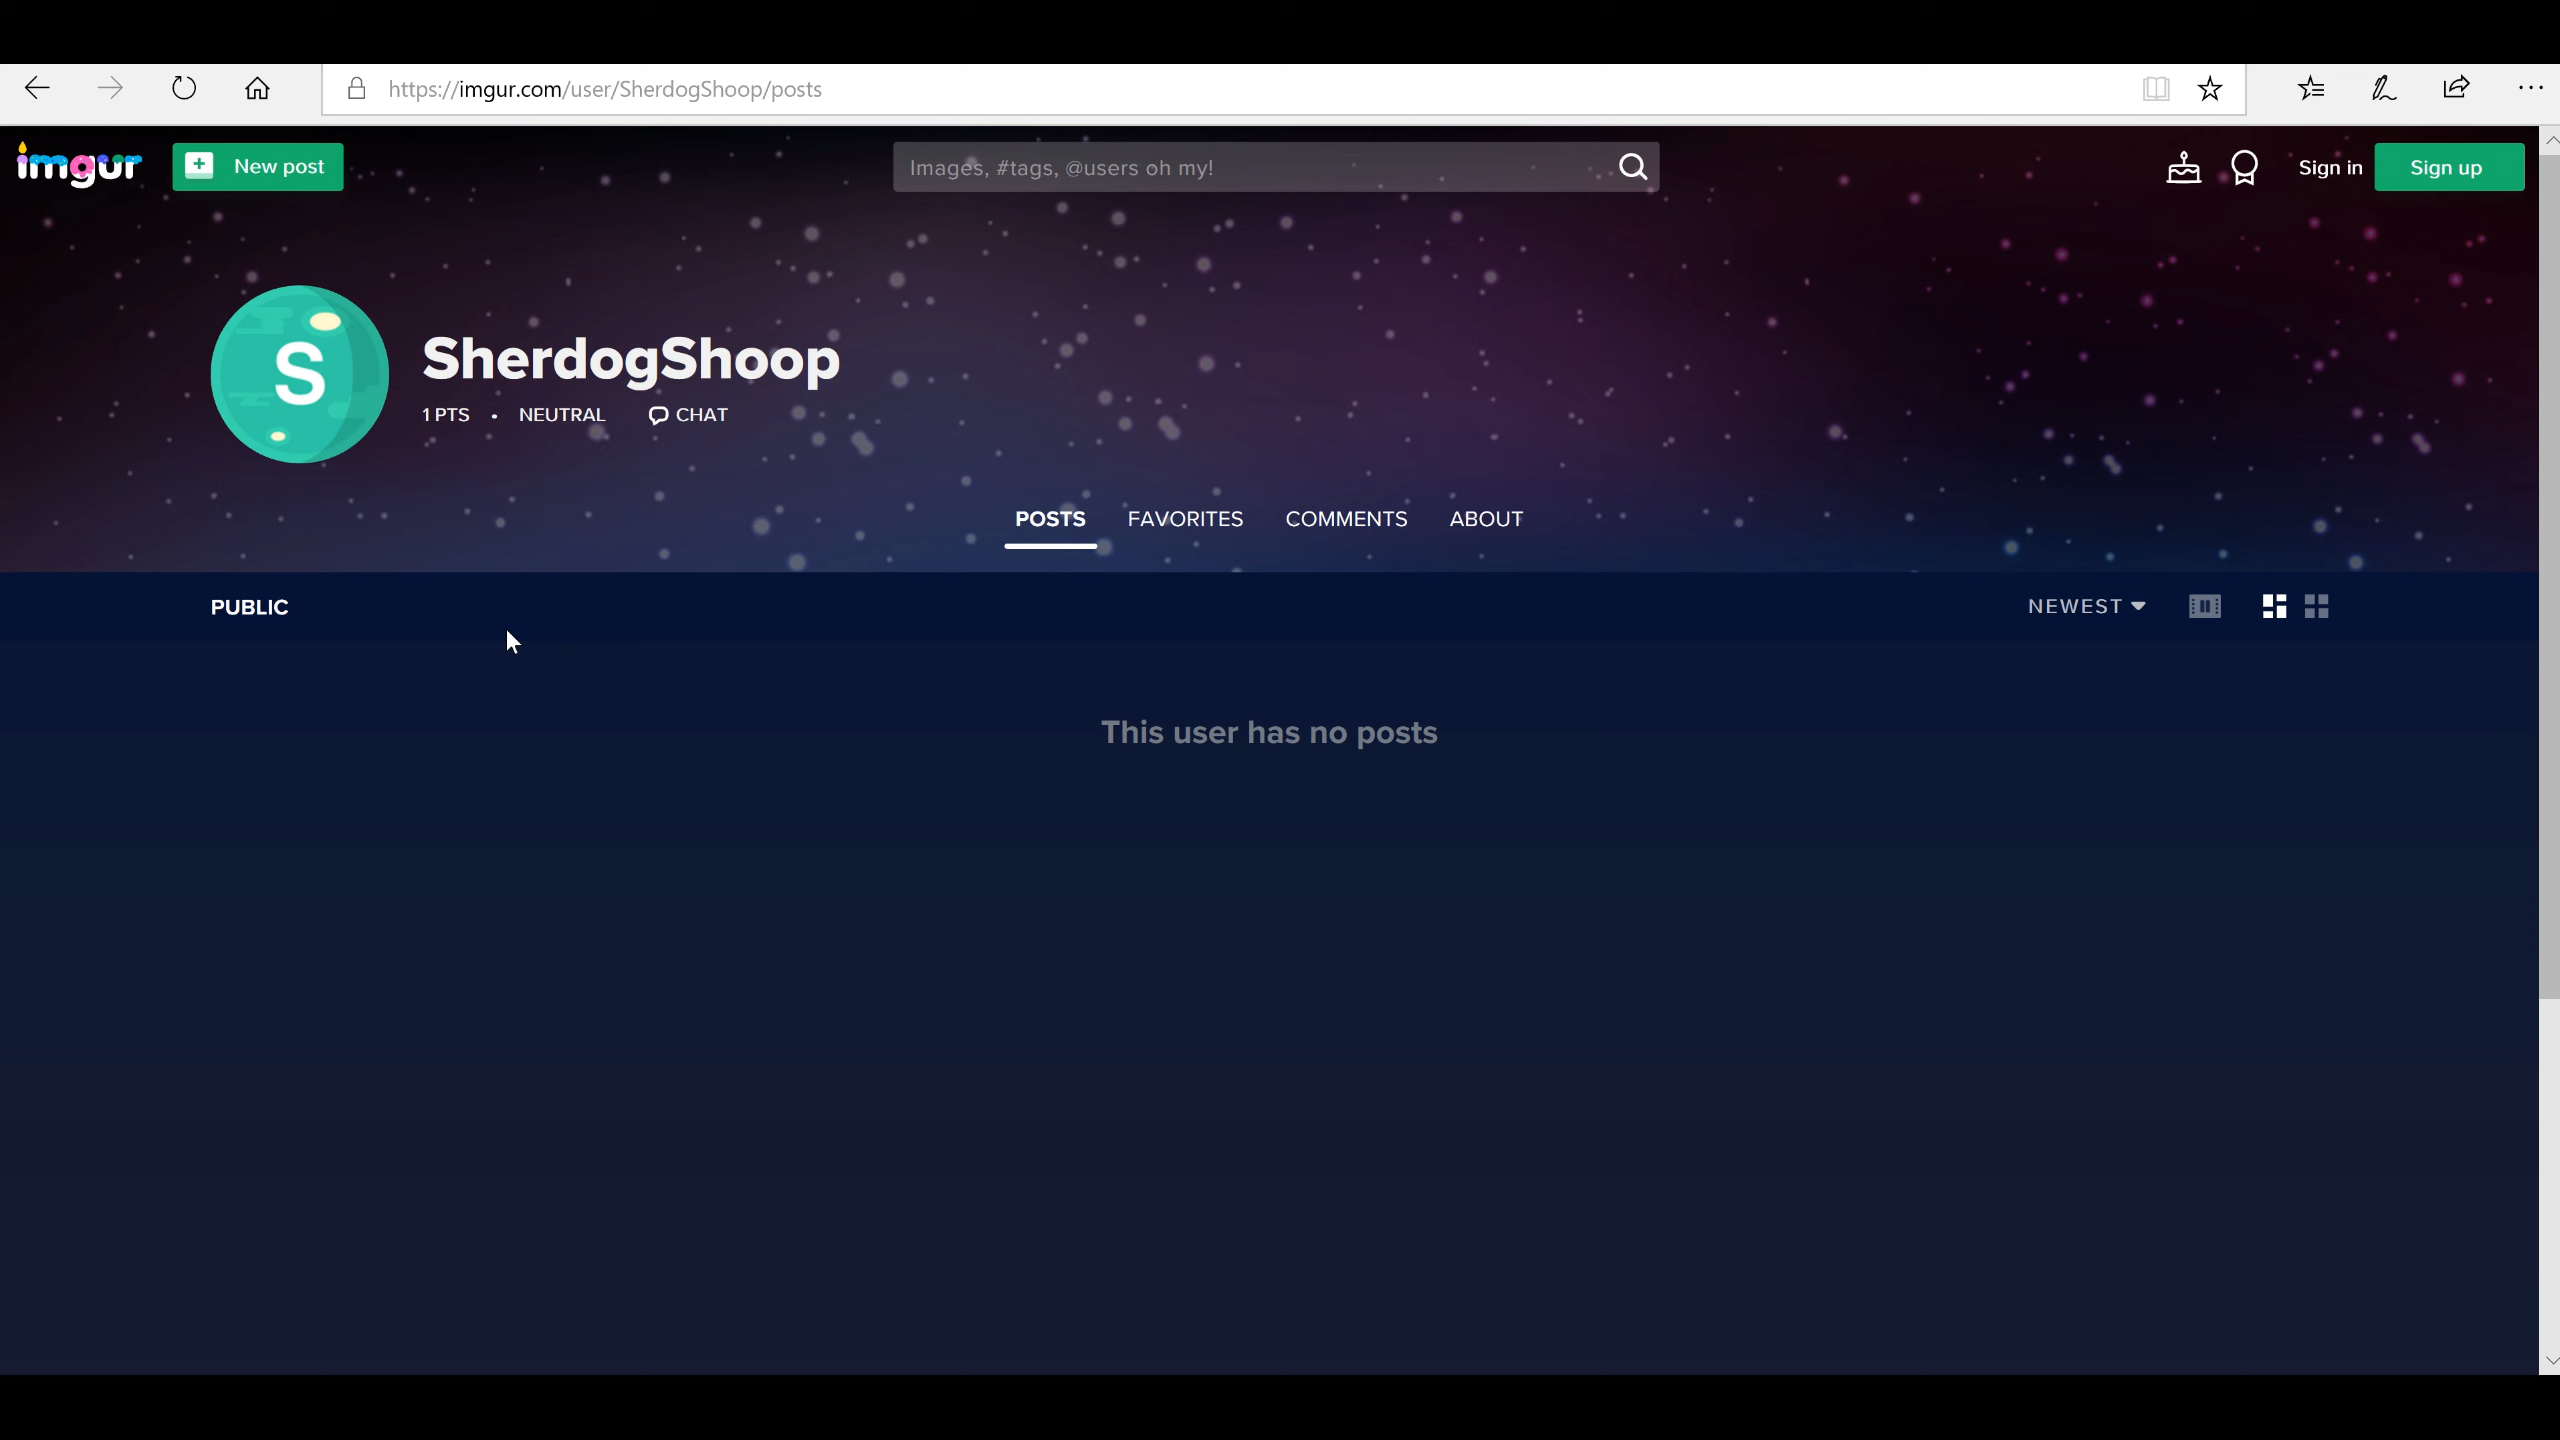 https://imgur.com/user/SherdogShoop/posts
imgur
New post
Images, #tags, @users oh my!
Sign in
Sign up
S
SherdogShoop
1 PTS • NEUTRAL CHAT
POSTS FAVORITES COMMENTS ABOUT
PUBLIC
NEWEST
This user has no posts